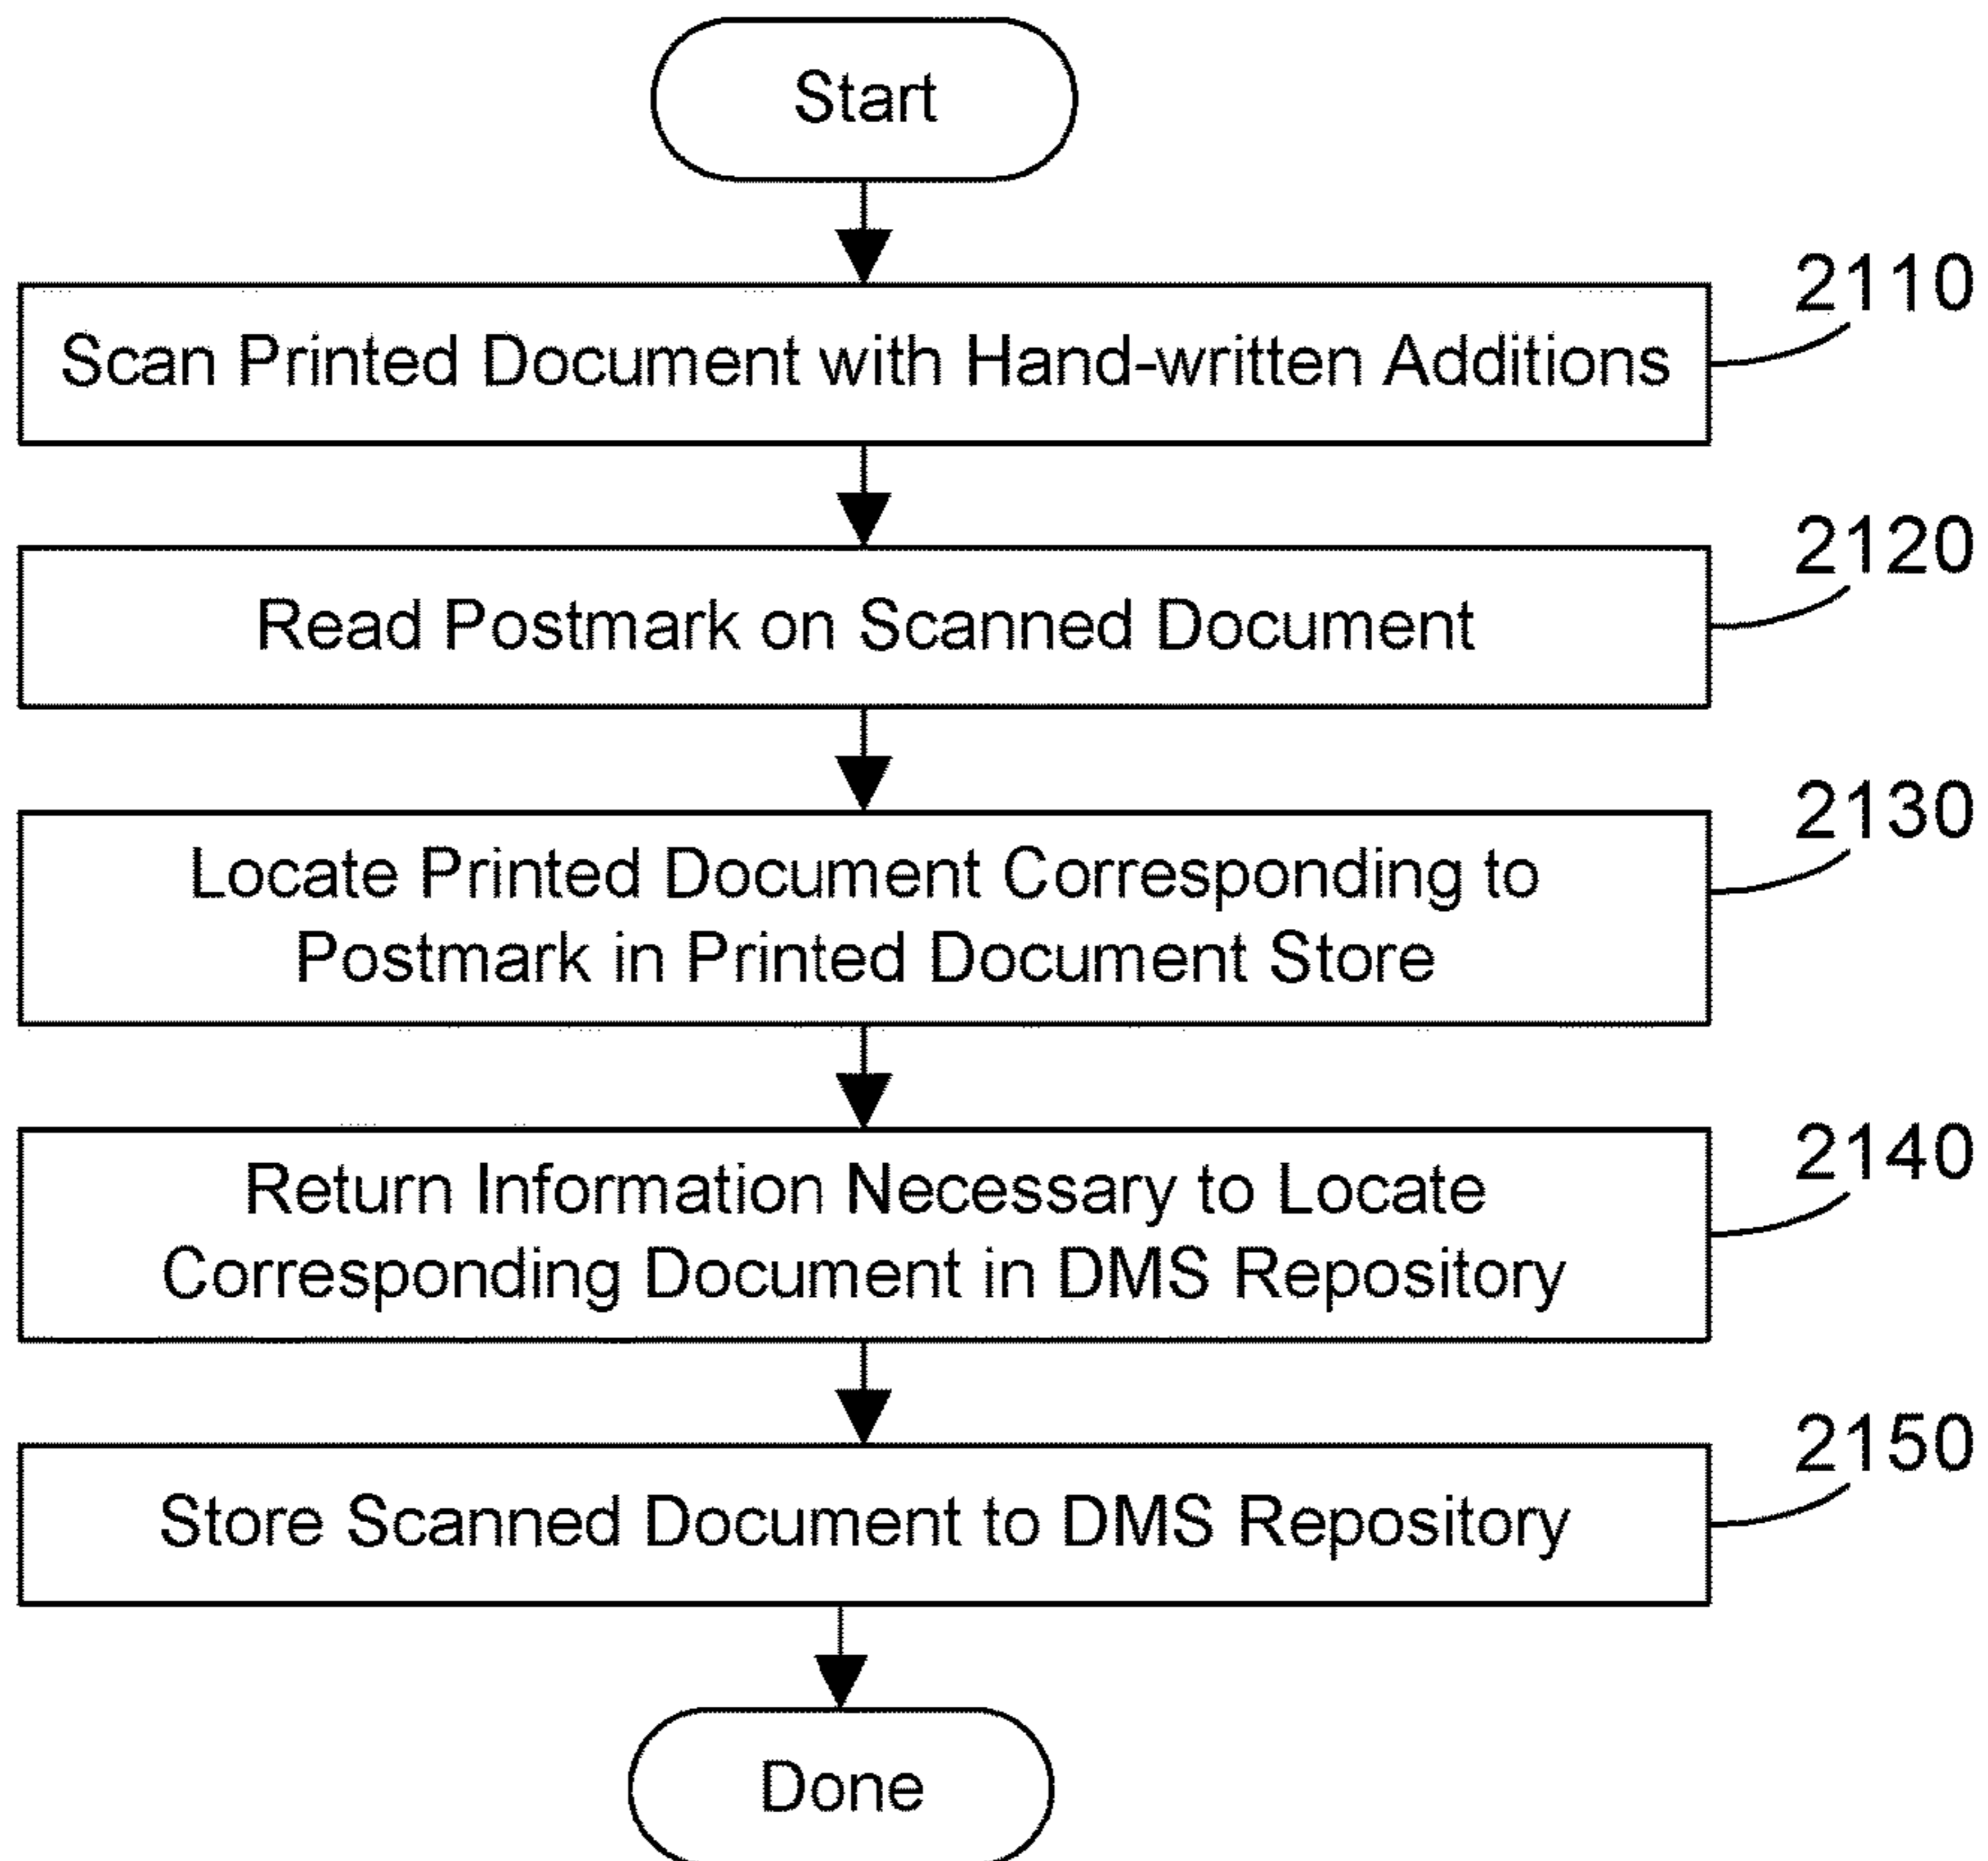 Start
2110
Scan Printed Document with Hand-written Additions
2120
Read Postmark on Scanned Document
2130
Locate Printed Document Corresponding to
Postmark in Printed Document Store
2140
Return Information Necessary to Locate
Corresponding Document in DMS Repository
2150
Store Scanned Document to DMS Repository
Done